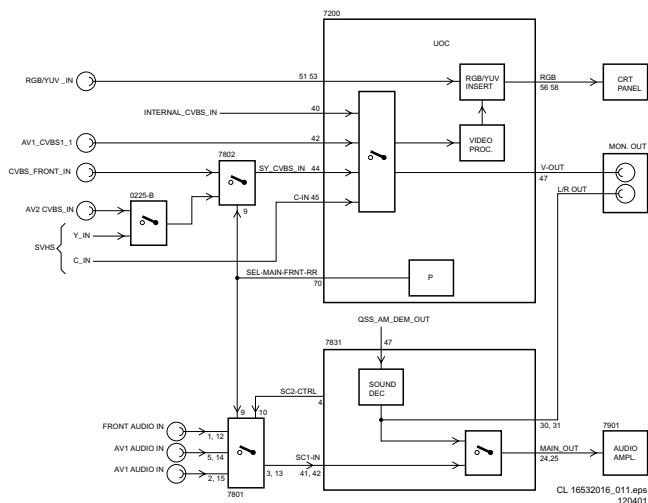 7200
UOC
RGB/YUV _IN
51 53
RGB/YUV
INSERT
RGB
56 58
CRT
PANEL
INTERNAL_CVBS_IN
40
AV1_CVBS1_1
42
VIDEO
PROC.
MON. OUT
CVBS_FRONT_IN
7802
SY_CVBS_IN
44
V-OUT
47
0225-B
L/R OUT
AV2 CVBS_IN
C-IN 45
9
Y_IN
SVHS
C_IN
SEL-MAIN-FRNT-RR
70
P
QSS_AM_DEM_OUT
47
7831
SOUND
DEC
SC2-CTRL
4
9
10
30, 31
FRONT AUDIO IN
1, 12
7901
AV1 AUDIO IN
5, 14
MAIN_OUT
24,25
AUDIO
AMPL.
AV1 AUDIO IN
2, 15
3, 13
SC1-IN
41, 42
7801
CL 16532016_011.eps
120401